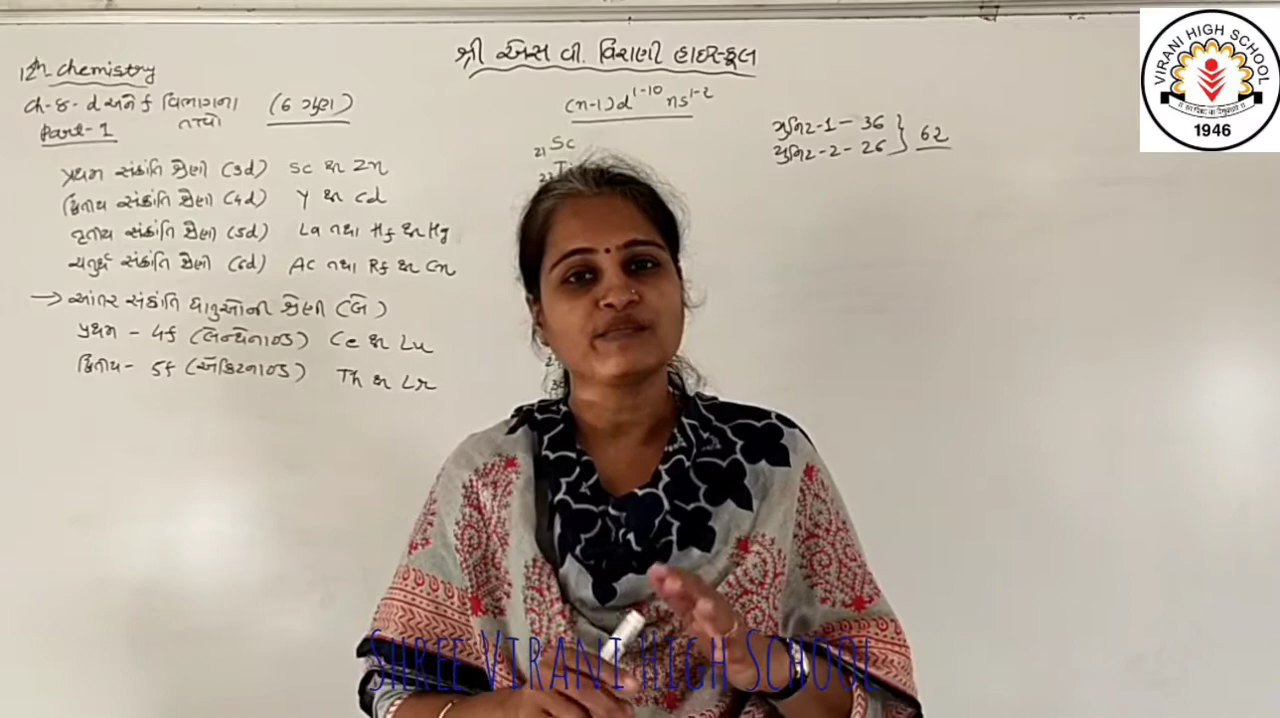 શ્રી એસ વી. વિરાણી હાઇસ્કૂલ
12th chemistry
ch-8- d અને f વિભાગના તત્વો (6 ગુણ)
Part-1
પ્રથમ સંક્રાંતિ શ્રેણી (3d) Sc થી Zn
દ્વિતીય સંક્રાંતિ શ્રેણી (4d) Y થી Cd
તૃતીય સંક્રાંતિ શ્રેણી (5d) La તથા Hf થી Hg
ચતુર્થ સંક્રાંતિ શ્રેણી (6d) Ac તથા Rf થી Cn
→ આંતર સંક્રાંતિ ધાતુઓની શ્રેણી (બે)
પ્રથમ - 4f (લેન્થેનાઇડ) Ce થી Lu
દ્વિતીય - 5f (એક્ટિનાઇડ) Th થી Lr
(n-1)d¹⁻¹⁰ ns¹⁻²
₂₁Sc
યુનિટ-1 - 36
યુનિટ-2 - 26 } 62
VIRANI HIGH SCHOOL
1946
SHREE VIRANI HIGH SCHOOL